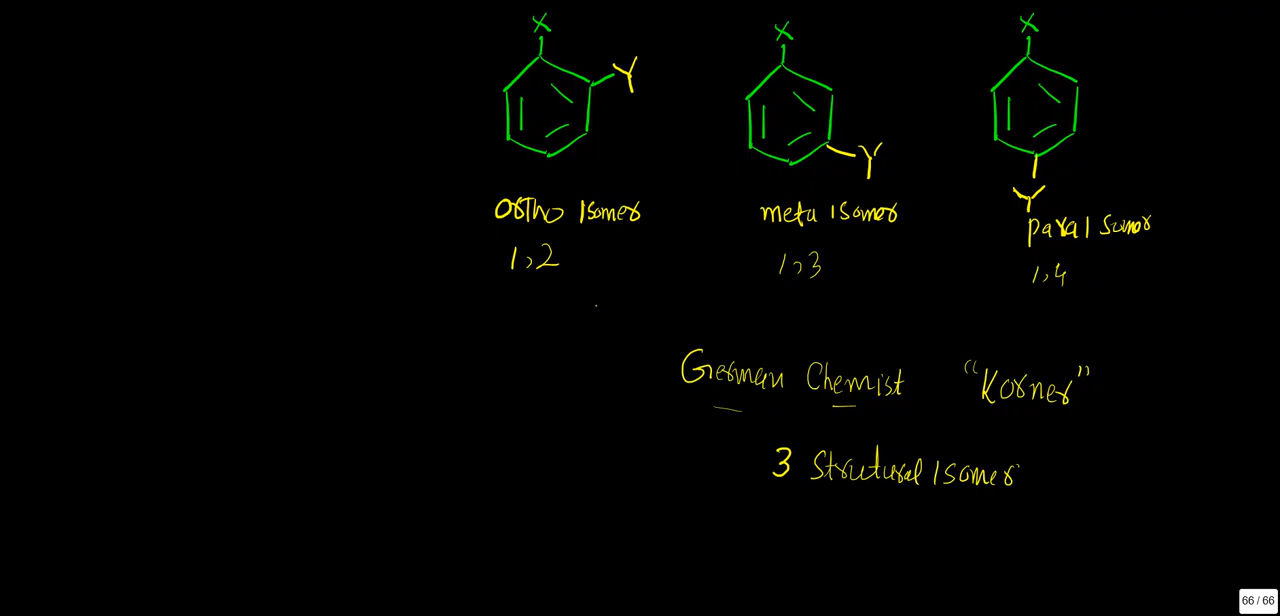 X X X
Y
Y
Y
Ortho Isomer meta Isomer para Isomer
1,2 1,3 1,4
German Chemist "Korner"
3 Strutural Isomer
66 / 66